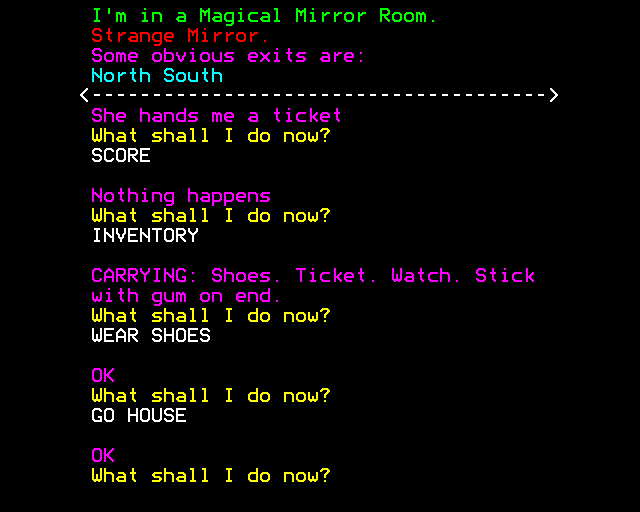 I'm in a Magical Mirror Room.
Strange Mirror.
Some obvious exits are:
North South
<--------------------------------------->
She hands me a ticket
What shall I do now?
SCORE
Nothing happens
What shall I do now?
INVENTORY
CARRYING: Shoes. Ticket. Watch. Stick
with gum on end.
What shall I do now?
WEAR SHOES
OK
What shall I do now?
GO HOUSE
OK
What shall I do now?